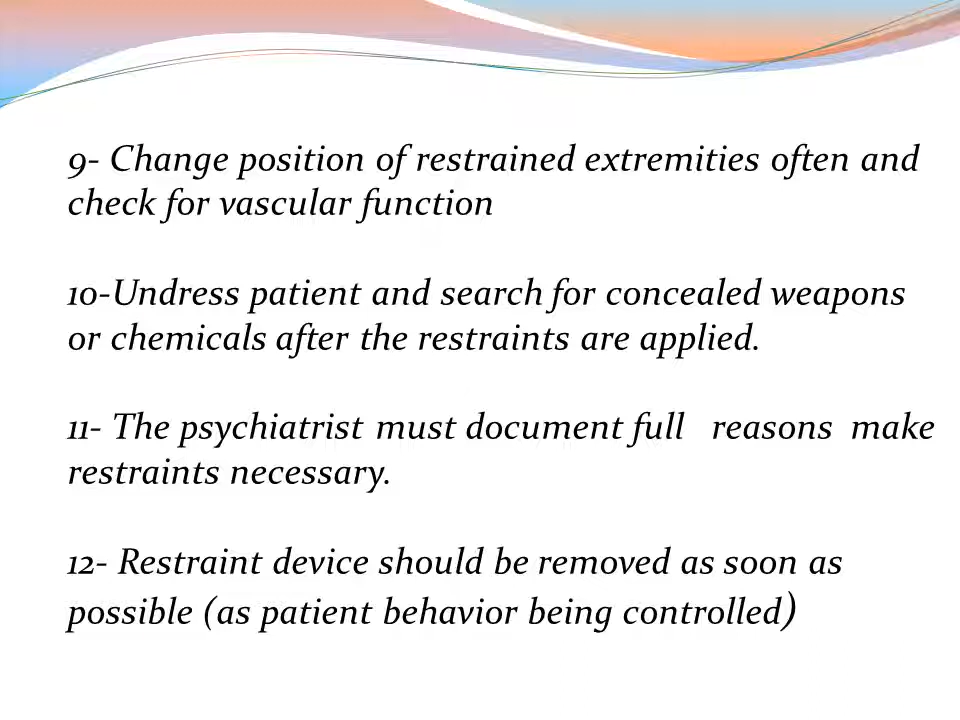 9- Change position of restrained extremities often and
check for vascular function
10-Undress patient and search for concealed weapons
or chemicals after the restraints are applied.
11- The psychiatrist must document full reasons make
restraints necessary.
12- Restraint device should be removed as soon as
possible (as patient behavior being controlled)